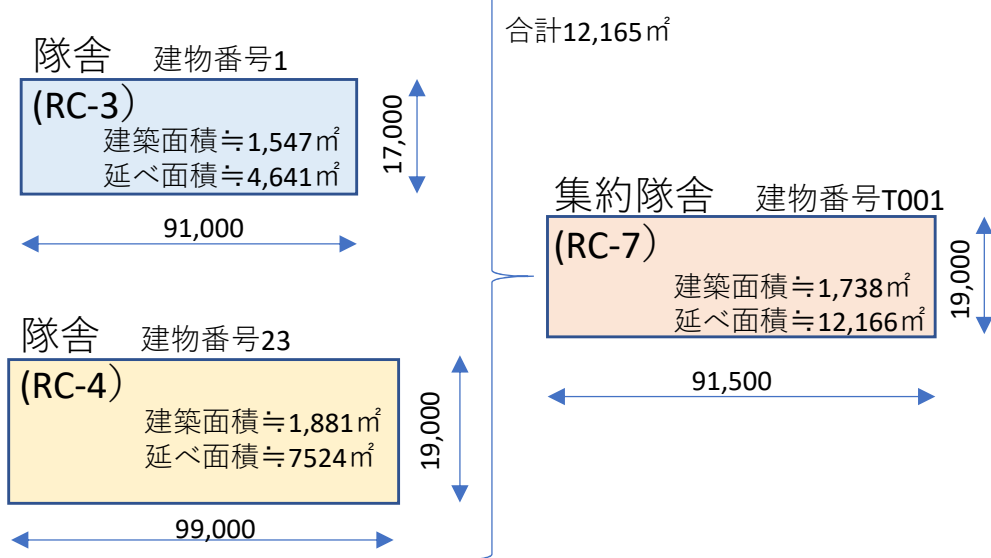 合計12,165㎡
隊舎 建物番号1
(RC-3）
建築面積≒1,547㎡
延べ面積≒4,641㎡
17,000
91,000
隊舎 建物番号23
(RC-4）
建築面積≒1,881㎡
延べ面積≒7524㎡
19,000
99,000
集約隊舎 建物番号T001
(RC-7）
建築面積≒1,738㎡
延べ面積≒12,166㎡
19,000
91,500